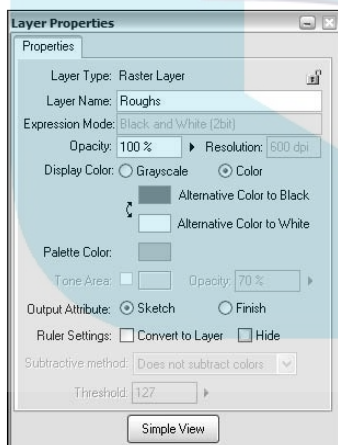 Layer Properties
Properties
Layer Type: Raster Layer
Layer Name: Roughs
Expression Mode: Black and White (2bit)
Opacity: 100 % Resolution: 600 dpi
Display Color: Grayscale Color
Alternative Color to Black
Alternative Color to White
Palette Color:
Tone Area: Opacity: 70 %
Output Attribute: Sketch Finish
Ruler Settings: Convert to Layer Hide
Subtractive method: Does not subtract colors
Threshold: 127
Simple View